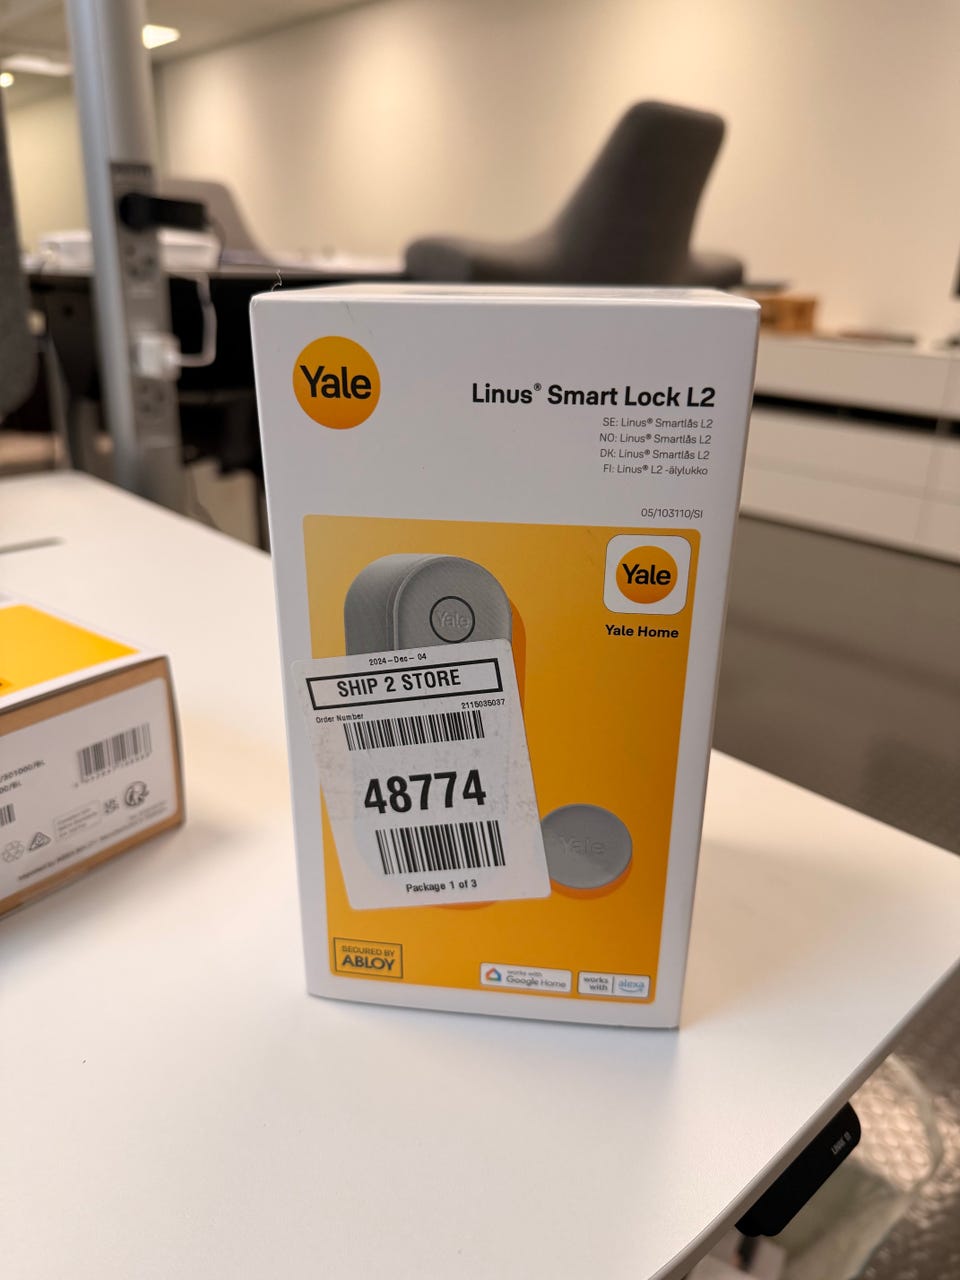 Yale
Linus® Smart Lock L2
SE: Linus® Smartlås L2
NO: Linus® Smartlås L2
DK: Linus® Smartlås L2
FI: Linus® L2 -älylukko
05/103110/SI
Yale
Yale Home
Yale
2024-Dec-04
SHIP 2 STORE
Order Number
2115035037
48774
Package 1 of 3
Yale
SECURED BY
ABLOY
works with
Google Home
works
with
alexa